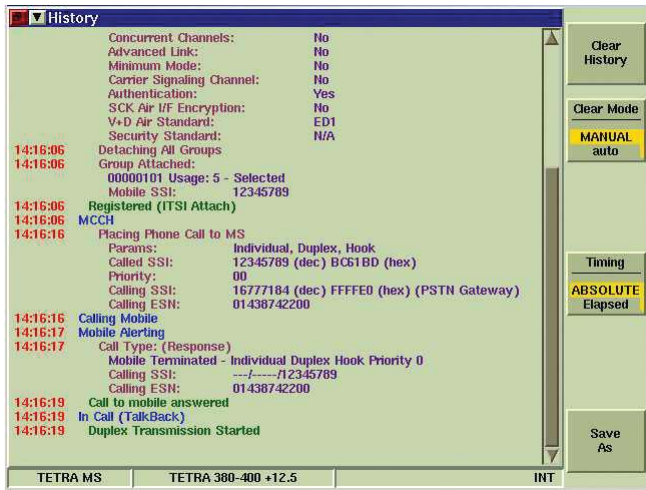 History
Concurrent Channels: No
Advanced Link: No
Minimum Mode: No
Carrier Signaling Channel: No
Authentication: Yes
SCK Air I/F Encryption: No
V+D Air Standard: ED1
Security Standard: N/A
14:16:06 Detaching All Groups
14:16:06 Group Attached:
00000101 Usage: 5 - Selected
Mobile SSI: 12345789
14:16:06 Registered (ITSI Attach)
14:16:06 MCCH
14:16:16 Placing Phone Call to MS
Params: Individual, Duplex, Hook
Called SSI: 12345789 (dec) BC61BD (hex)
Priority: 00
Calling SSI: 16777184 (dec) FFFFE0 (hex) (PSTN Gateway)
Calling ESN: 01438742200
14:16:16 Calling Mobile
14:16:17 Mobile Alerting
14:16:17 Call Type: (Response)
Mobile Terminated - Individual Duplex Hook Priority 0
Calling SSI: ---/-----/12345789
Calling ESN: 01438742200
14:16:19 Call to mobile answered
14:16:19 In Call (TalkBack)
14:16:19 Duplex Transmission Started
TETRA MS TETRA 380-400 +12.5 INT
Clear
History
Clear Mode
MANUAL
auto
Timing
ABSOLUTE
Elapsed
Save
As